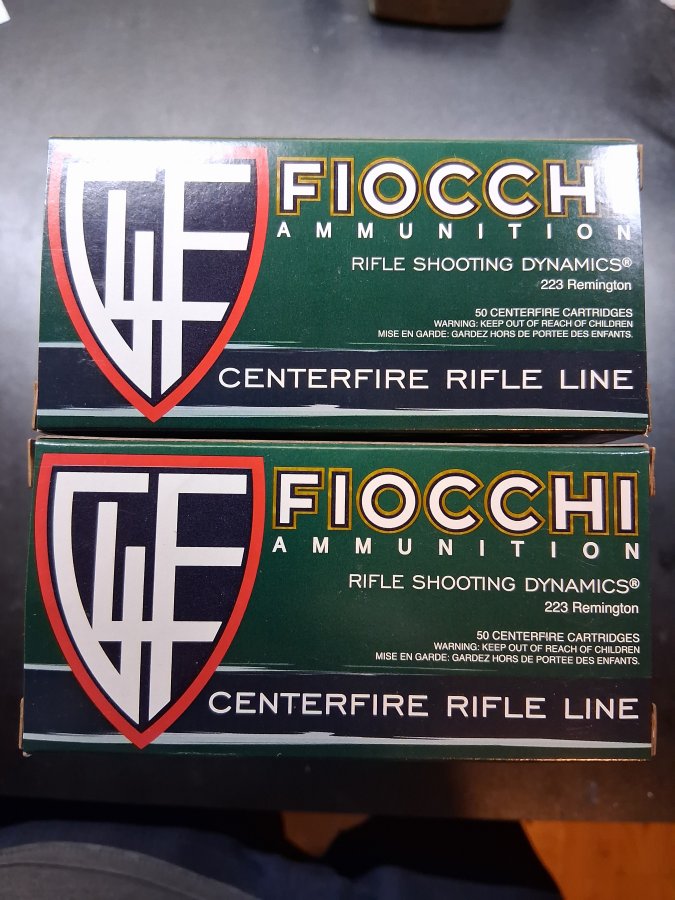 GFL
FIOCCHI
AMMUNITION
RIFLE SHOOTING DYNAMICS®
223 Remington
50 CENTERFIRE CARTRIDGES
WARNING: KEEP OUT OF REACH OF CHILDREN
MISE EN GARDE: GARDEZ HORS DE PORTEE DES ENFANTS.
CENTERFIRE RIFLE LINE
GFL
FIOCCHI
AMMUNITION
RIFLE SHOOTING DYNAMICS®
223 Remington
50 CENTERFIRE CARTRIDGES
WARNING: KEEP OUT OF REACH OF CHILDREN
MISE EN GARDE: GARDEZ HORS DE PORTEE DES ENFANTS.
CENTERFIRE RIFLE LINE